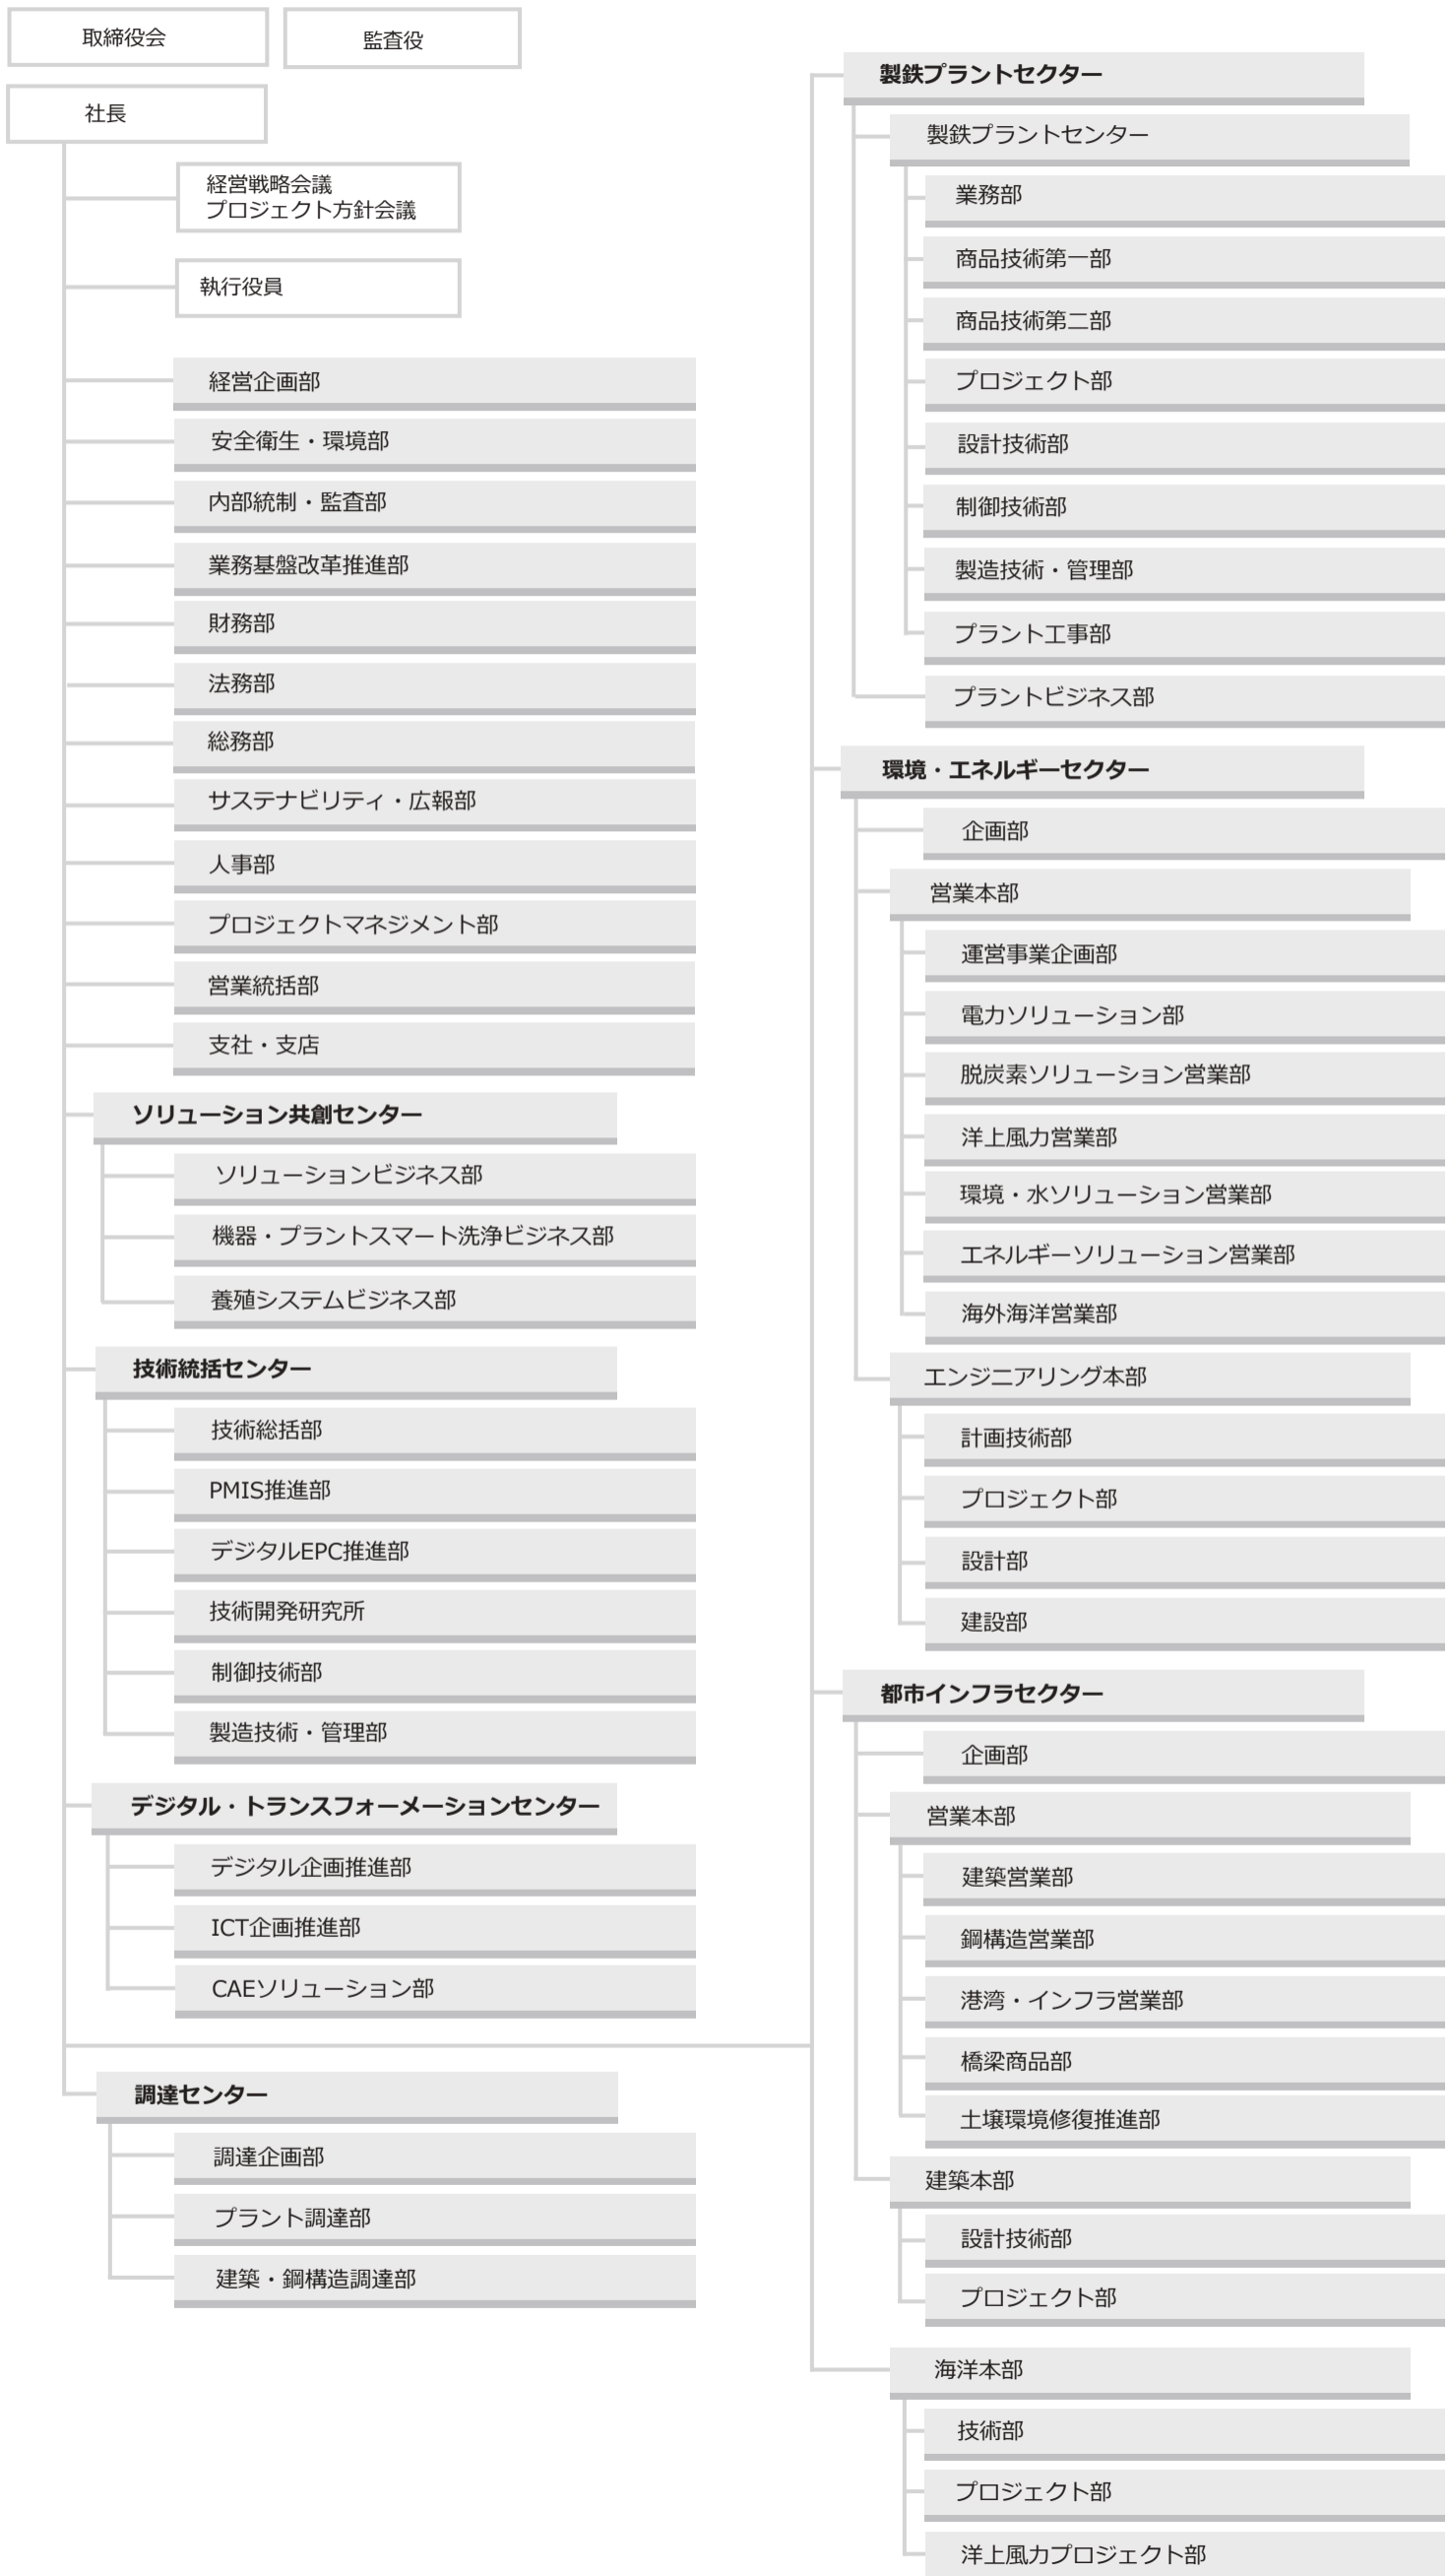 取締役会
監査役
社長
経営戦略会議
プロジェクト方針会議
執行役員
経営企画部
安全衛生・環境部
内部統制・監査部
業務基盤改革推進部
財務部
法務部
総務部
サステナビリティ・広報部
人事部
プロジェクトマネジメント部
営業統括部
支社・支店
ソリューション共創センター
ソリューションビジネス部
機器・プラントスマート洗浄ビジネス部
養殖システムビジネス部
技術統括センター
技術総括部
PMIS推進部
デジタルEPC推進部
技術開発研究所
制御技術部
製造技術・管理部
デジタル・トランスフォーメーションセンター
デジタル企画推進部
ICT企画推進部
CAEソリューション部
調達センター
調達企画部
プラント調達部
建築・鋼構造調達部
製鉄プラントセクター
製鉄プラントセンター
業務部
商品技術第一部
商品技術第二部
プロジェクト部
設計技術部
制御技術部
製造技術・管理部
プラント工事部
プラントビジネス部
環境・エネルギーセクター
企画部
営業本部
運営事業企画部
電力ソリューション部
脱炭素ソリューション営業部
洋上風力営業部
環境・水ソリューション営業部
エネルギーソリューション営業部
海外海洋営業部
エンジニアリング本部
計画技術部
プロジェクト部
設計部
建設部
都市インフラセクター
企画部
営業本部
建築営業部
鋼構造営業部
港湾・インフラ営業部
橋梁商品部
土壌環境修復推進部
建築本部
設計技術部
プロジェクト部
海洋本部
技術部
プロジェクト部
洋上風力プロジェクト部